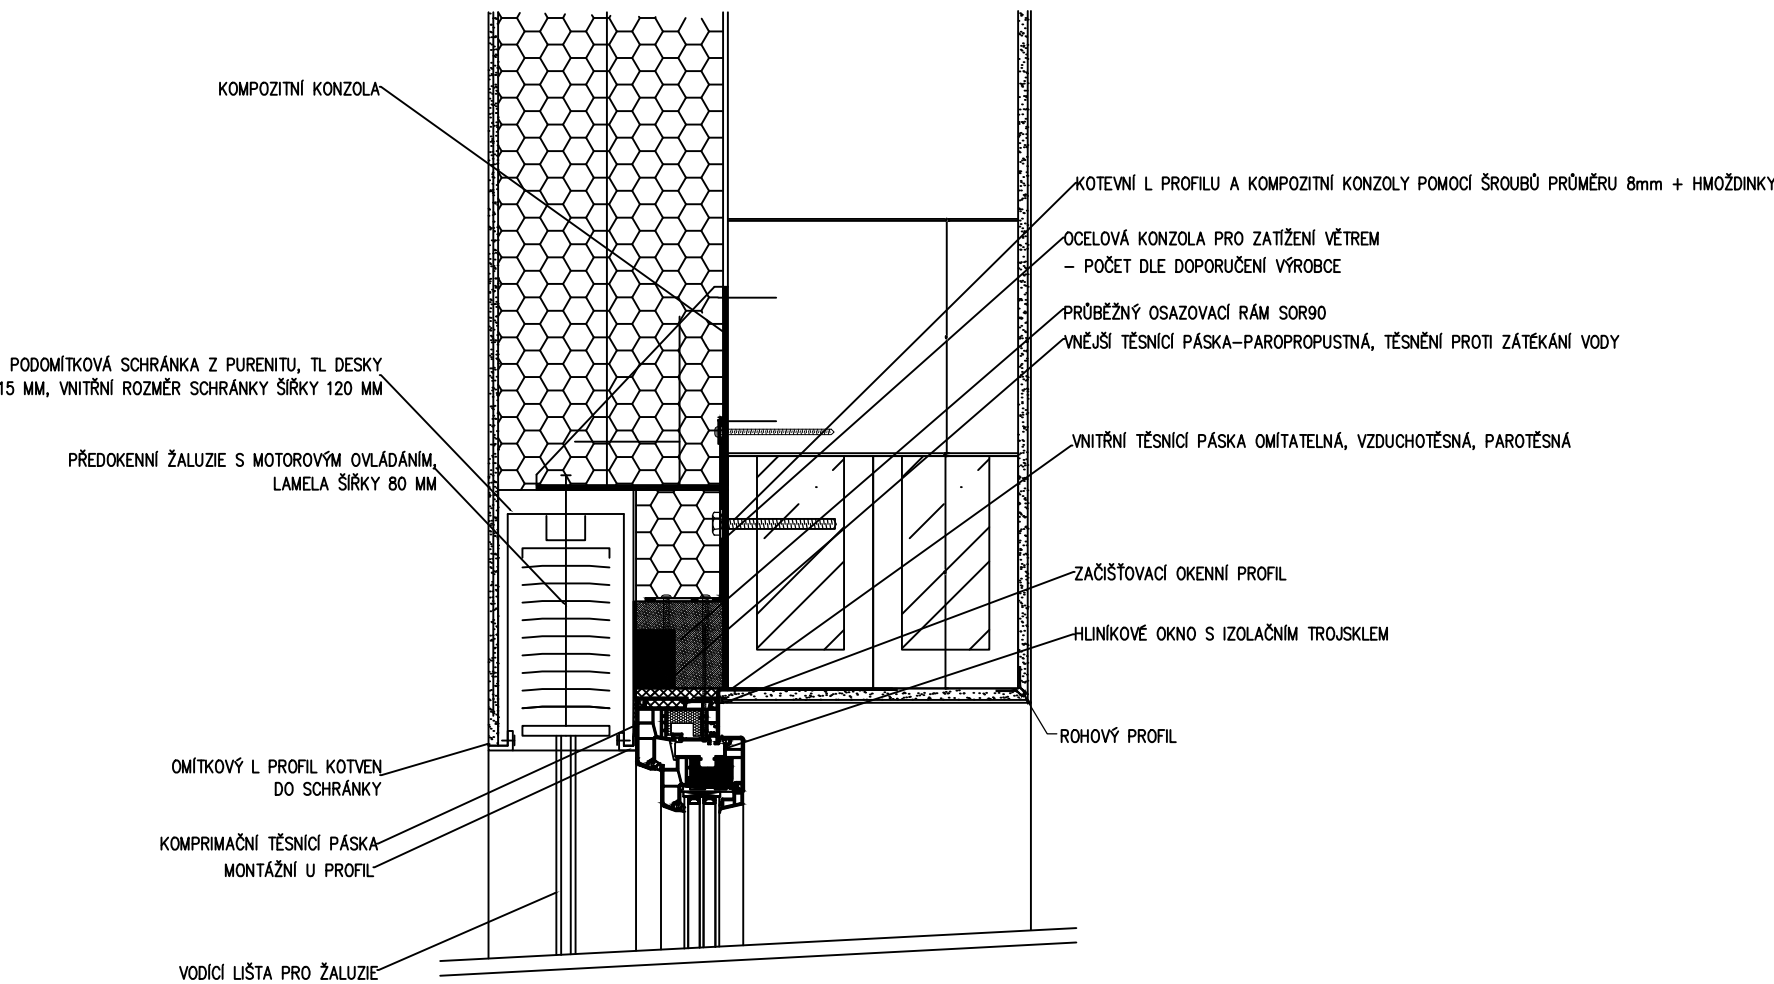 KOMPOZITNÍ KONZOLA
PODOMÍTKOVÁ SCHRÁNKA Z PURENITU, TL DESKY
15 MM, VNITŘNÍ ROZMĚR SCHRÁNKY ŠÍŘKY 120 MM
PŘEDOKENNÍ ŽALUZIE S MOTOROVÝM OVLÁDÁNÍM,
LAMELA ŠÍŘKY 80 MM
OMÍTKOVÝ L PROFIL KOTVEN
DO SCHRÁNKY
KOMPRIMAČNÍ TĚSNÍCÍ PÁSKA
MONTÁŽNÍ U PROFIL
VODÍCÍ LIŠTA PRO ŽALUZIE
KOTEVNÍ L PROFILU A KOMPOZITNÍ KONZOLY POMOCÍ ŠROUBŮ PRŮMĚRU 8mm + HMOŽDINKY
OCELOVÁ KONZOLA PRO ZATÍŽENÍ VĚTREM
– POČET DLE DOPORUČENÍ VÝROBCE
PRŮBĚŽNÝ OSAZOVACÍ RÁM SOR90
VNĚJŠÍ TĚSNÍCÍ PÁSKA–PAROPROPUSTNÁ, TĚSNĚNÍ PROTI ZÁTÉKÁNÍ VODY
VNITŘNÍ TĚSNÍCÍ PÁSKA OMÍTATELNÁ, VZDUCHOTĚSNÁ, PAROTĚSNÁ
ZAČIŠŤOVACÍ OKENNÍ PROFIL
HLINÍKOVÉ OKNO S IZOLAČNÍM TROJSKLEM
ROHOVÝ PROFIL